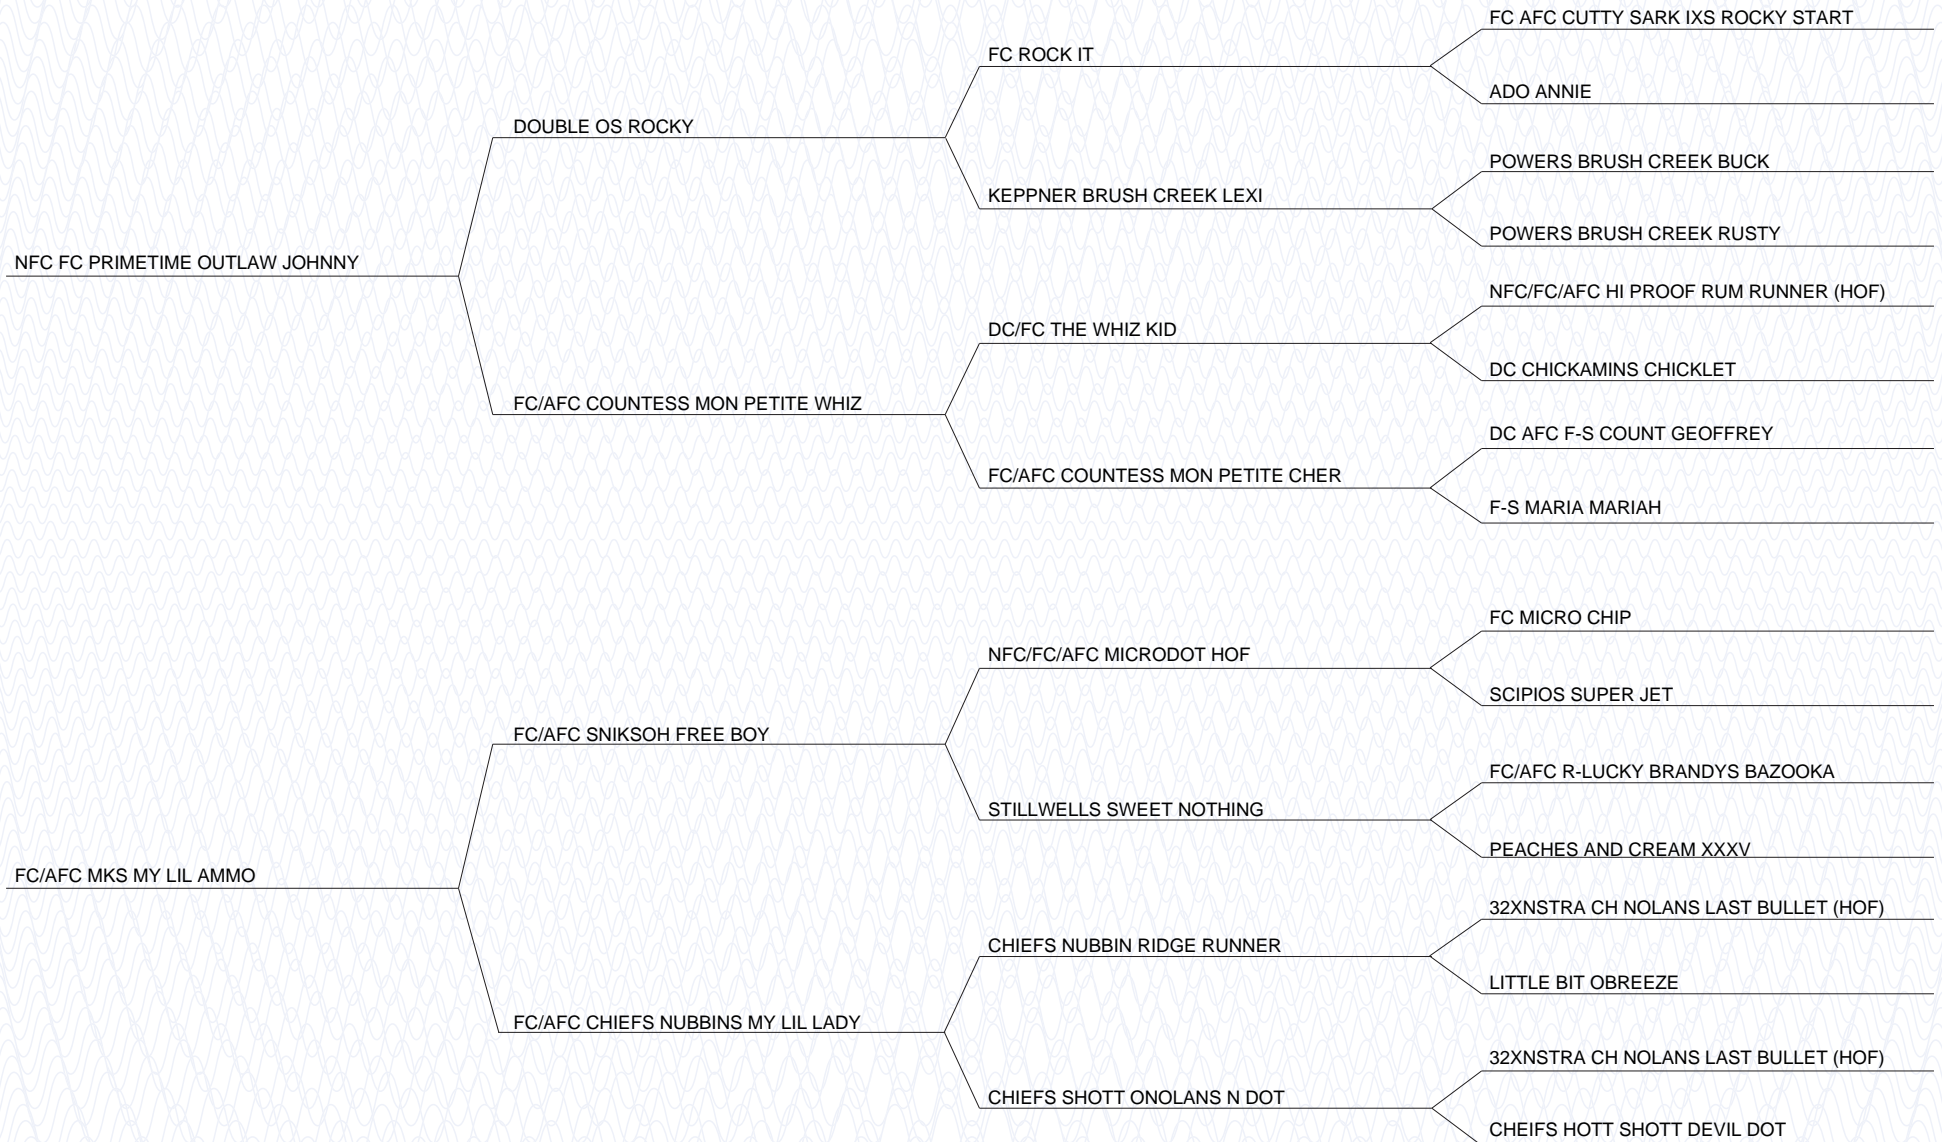 FC AFC CUTTY SARK IXS ROCKY START
FC ROCK IT
ADO ANNIE
DOUBLE OS ROCKY
POWERS BRUSH CREEK BUCK
KEPPNER BRUSH CREEK LEXI
POWERS BRUSH CREEK RUSTY
NFC FC PRIMETIME OUTLAW JOHNNY
NFC/FC/AFC HI PROOF RUM RUNNER (HOF)
DC/FC THE WHIZ KID
DC CHICKAMINS CHICKLET
FC/AFC COUNTESS MON PETITE WHIZ
DC AFC F-S COUNT GEOFFREY
FC/AFC COUNTESS MON PETITE CHER
F-S MARIA MARIAH
FC MICRO CHIP
NFC/FC/AFC MICRODOT HOF
SCIPIOS SUPER JET
FC/AFC SNIKSOH FREE BOY
FC/AFC R-LUCKY BRANDYS BAZOOKA
STILLWELLS SWEET NOTHING
PEACHES AND CREAM XXXV
FC/AFC MKS MY LIL AMMO
32XNSTRA CH NOLANS LAST BULLET (HOF)
CHIEFS NUBBIN RIDGE RUNNER
LITTLE BIT OBREEZE
FC/AFC CHIEFS NUBBINS MY LIL LADY
32XNSTRA CH NOLANS LAST BULLET (HOF)
CHIEFS SHOTT ONOLANS N DOT
CHEIFS HOTT SHOTT DEVIL DOT